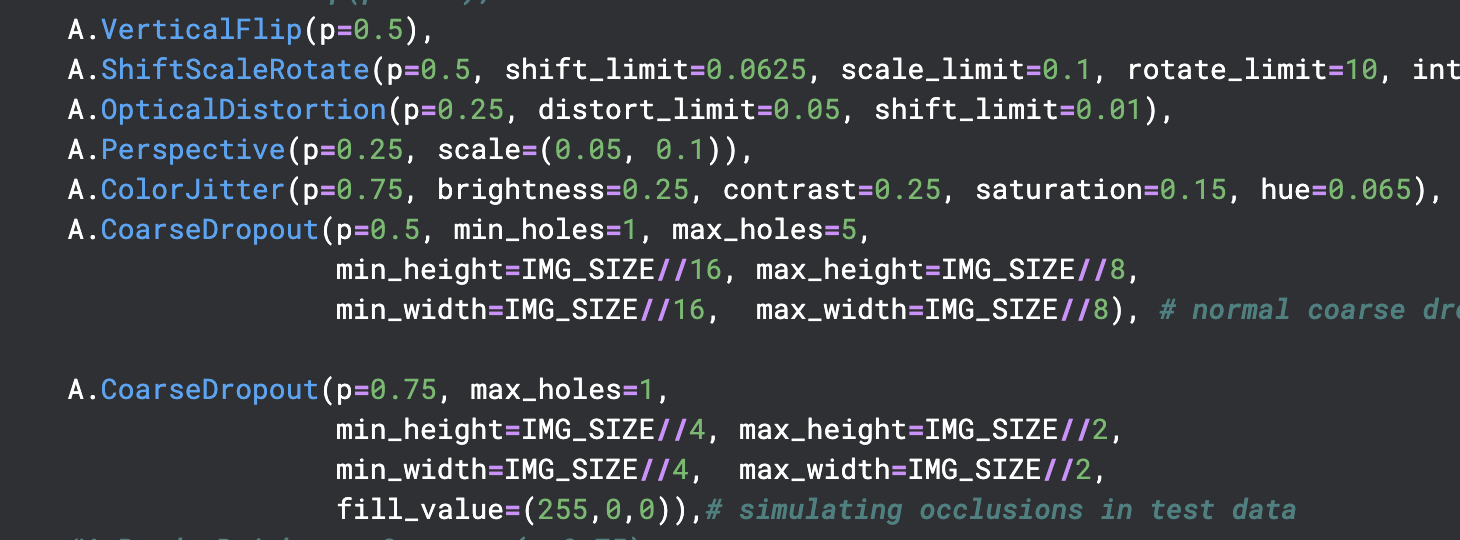 A.VerticalFlip(p=0.5),
A.ShiftScaleRotate(p=0.5, shift_limit=0.0625, scale_limit=0.1, rotate_limit=10, int
A.OpticalDistortion(p=0.25, distort_limit=0.05, shift_limit=0.01),
A.Perspective(p=0.25, scale=(0.05, 0.1)),
A.ColorJitter(p=0.75, brightness=0.25, contrast=0.25, saturation=0.15, hue=0.065),
A.CoarseDropout(p=0.5, min_holes=1, max_holes=5,
min_height=IMG_SIZE//16, max_height=IMG_SIZE//8,
min_width=IMG_SIZE//16,  max_width=IMG_SIZE//8), # normal coarse dro
A.CoarseDropout(p=0.75, max_holes=1,
min_height=IMG_SIZE//4, max_height=IMG_SIZE//2,
min_width=IMG_SIZE//4,  max_width=IMG_SIZE//2,
fill_value=(255,0,0)),# simulating occlusions in test data